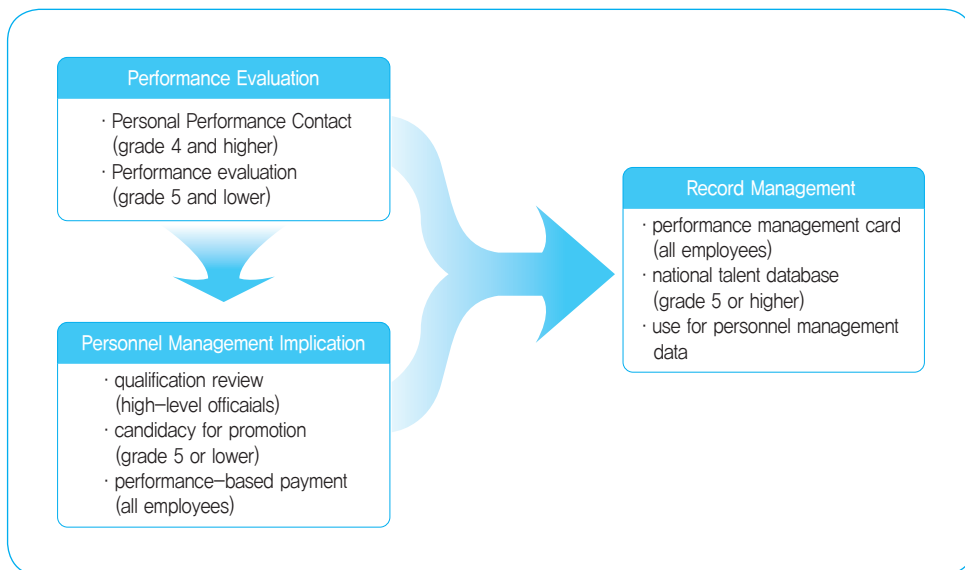 Performance Evaluation
· Personal Performance Contact
(grade 4 and higher)
· Performance evaluation
(grade 5 and lower)
Personnel Management Implication
· qualification review
(high-level officaials)
· candidacy for promotion
(grade 5 or lower)
· performance-based payment
(all employees)
Record Management
· performance management card
(all employees)
· national talent database
(grade 5 or higher)
· use for personnel management
data